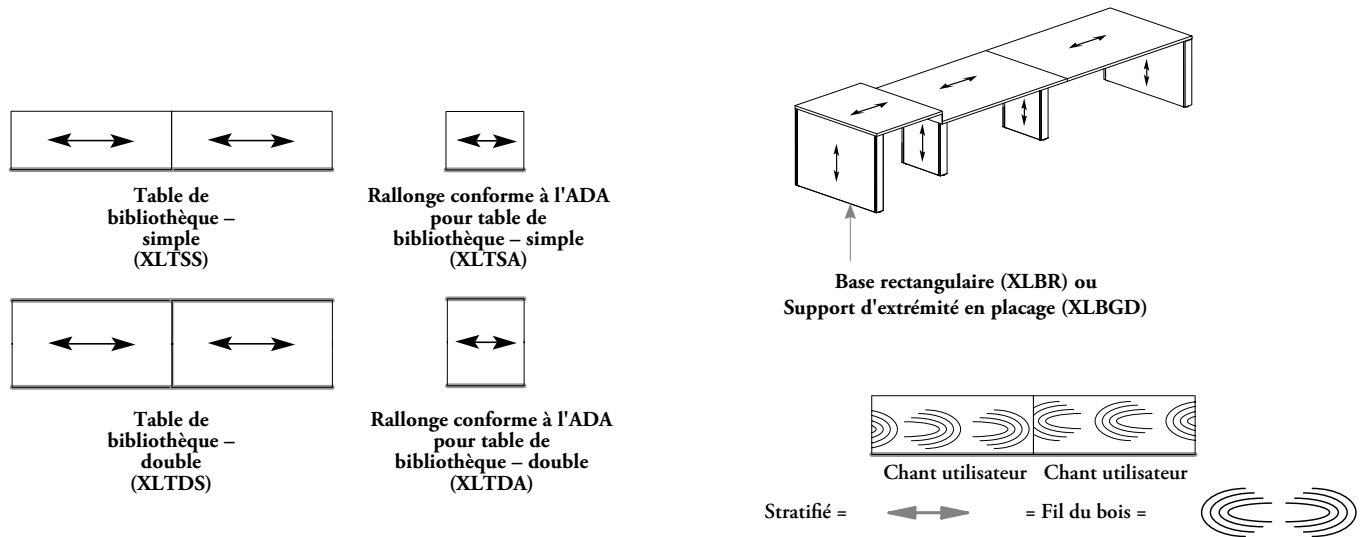 Table de
bibliothèque –
simple
(XLTSS)
Rallonge conforme à l'ADA
pour table de
bibliothèque – simple
(XLTSA)
Table de
bibliothèque –
double
(XLTDS)
Rallonge conforme à l'ADA
pour table de
bibliothèque – double
(XLTDA)
Base rectangulaire (XLBR) ou
Support d'extrémité en placage (XLBGD)
Chant utilisateur Chant utilisateur
Stratifié = = Fil du bois =